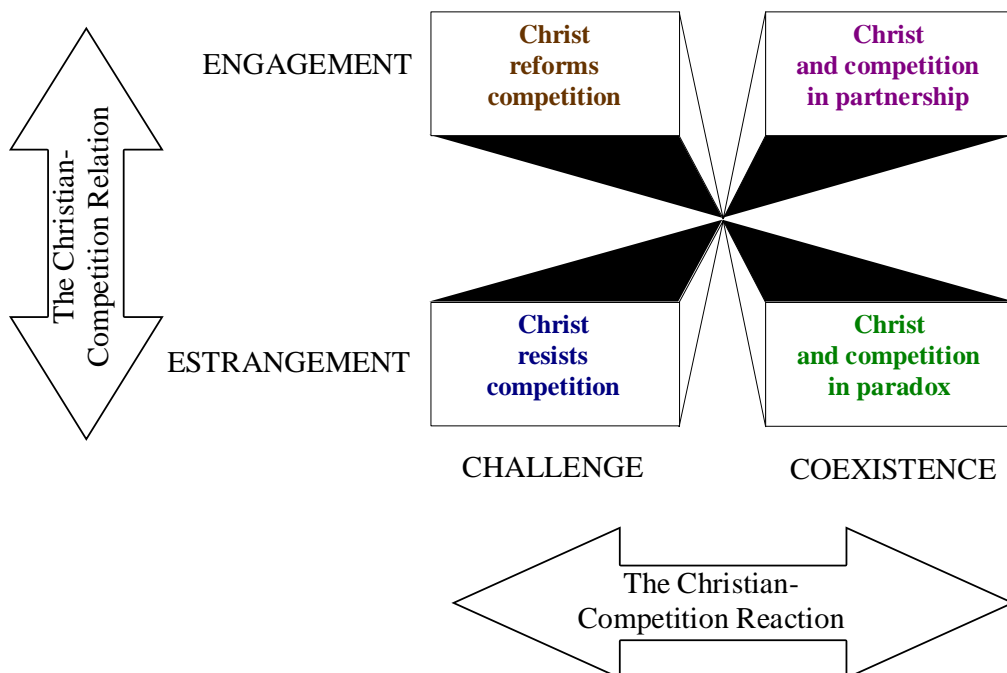 ENGAGEMENT
Christ
reforms
competition
Christ
and competition
in partnership
The Christian-
Competition Relation
ESTRANGEMENT
Christ
resists
competition
Christ
and competition
in paradox
CHALLENGE
COEXISTENCE
The Christian-
Competition Reaction